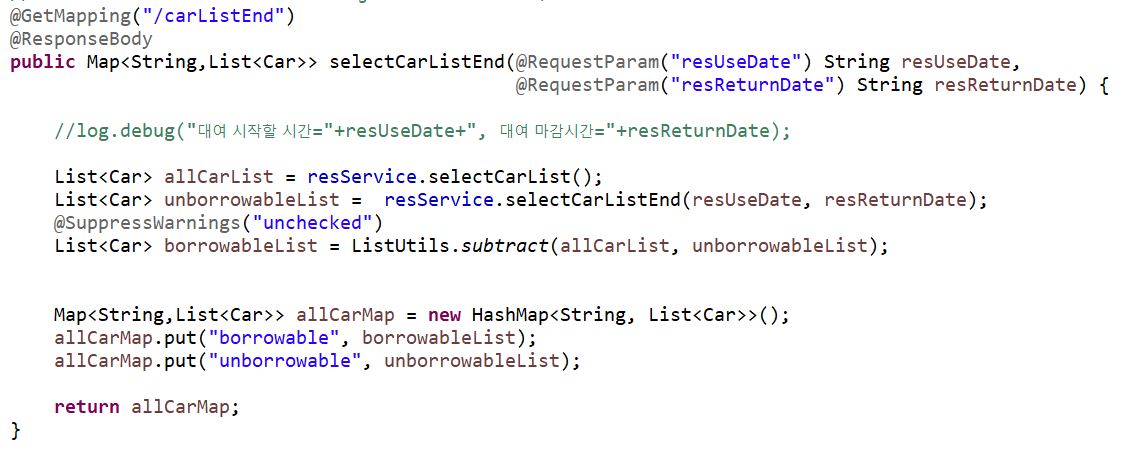 @GetMapping("/carListEnd")
@ResponseBody
public Map<String,List<Car>> selectCarListEnd(@RequestParam("resUseDate") String resUseDate,
@RequestParam("resReturnDate") String resReturnDate) {
//log.debug("대여 시작할 시간="+resUseDate+", 대여 마감시간="+resReturnDate);
List<Car> allCarList = resService.selectCarList();
List<Car> unborrowableList =  resService.selectCarListEnd(resUseDate, resReturnDate);
@SuppressWarnings("unchecked")
List<Car> borrowableList = ListUtils.subtract(allCarList, unborrowableList);
Map<String,List<Car>> allCarMap = new HashMap<String, List<Car>>();
allCarMap.put("borrowable", borrowableList);
allCarMap.put("unborrowable", unborrowableList);
return allCarMap;
}